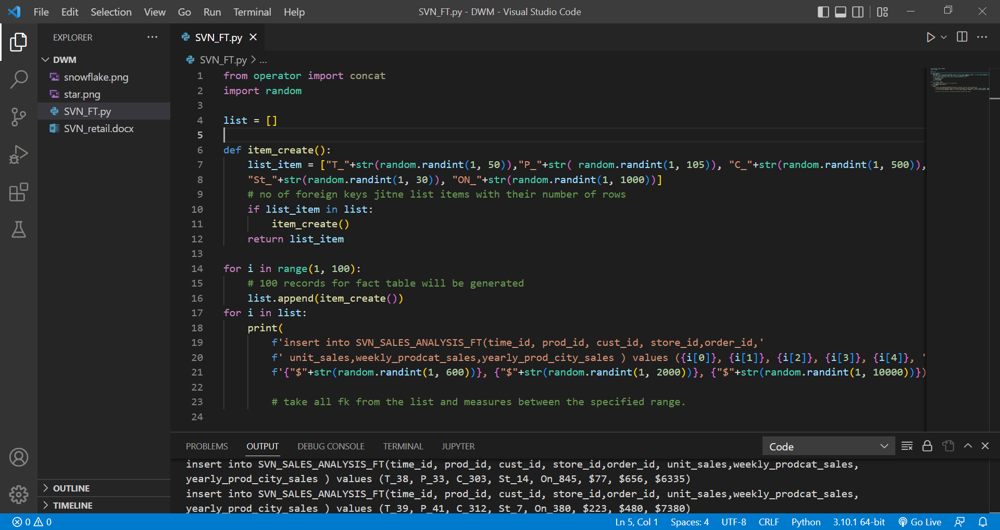 File Edit Selection View Go Run Terminal Help
SVN_FT.py - DWM - Visual Studio Code
EXPLORER
DWM
snowflake.png
star.png
SVN_FT.py
SVN_retail.docx
OUTLINE
TIMELINE
SVN_FT.py
SVN_FT.py > ...
1 from operator import concat
2 import random
3
4 list = []
5
6 def item_create():
7 list_item = ["T_"+str(random.randint(1, 50)),"P_"+str( random.randint(1, 105)), "C_"+str(random.randint(1, 500)),
8 "St_"+str(random.randint(1, 30)), "ON_"+str(random.randint(1, 1000))]
9 # no of foreign keys jitne list items with their number of rows
10 if list_item in list:
11 item_create()
12 return list_item
13
14 for i in range(1, 100):
15 # 100 records for fact table will be generated
16 list.append(item_create())
17 for i in list:
18 print(
19 f'insert into SVN_SALES_ANALYSIS_FT(time_id, prod_id, cust_id, store_id,order_id,'
20 f' unit_sales,weekly_prodcat_sales,yearly_prod_city_sales ) values ({i[0]}, {i[1]}, {i[2]}, {i[3]}, {i[4]}, '
21 f'{"$"+str(random.randint(1, 600))}, {"$"+str(random.randint(1, 2000))}, {"$"+str(random.randint(1, 10000))})
22
23 # take all fk from the list and measures between the specified range.
24
PROBLEMS OUTPUT DEBUG CONSOLE TERMINAL JUPYTER
Code
insert into SVN_SALES_ANALYSIS_FT(time_id, prod_id, cust_id, store_id,order_id, unit_sales,weekly_prodcat_sales,
yearly_prod_city_sales ) values (T_38, P_33, C_303, St_14, On_845, $77, $656, $6335)
insert into SVN_SALES_ANALYSIS_FT(time_id, prod_id, cust_id, store_id,order_id, unit_sales,weekly_prodcat_sales,
yearly_prod_city_sales ) values (T_39, P_41, C_312, St_7, On_380, $223, $480, $7380)
0 0
Ln 5, Col 1 Spaces: 4 UTF-8 CRLF Python 3.10.1 64-bit Go Live